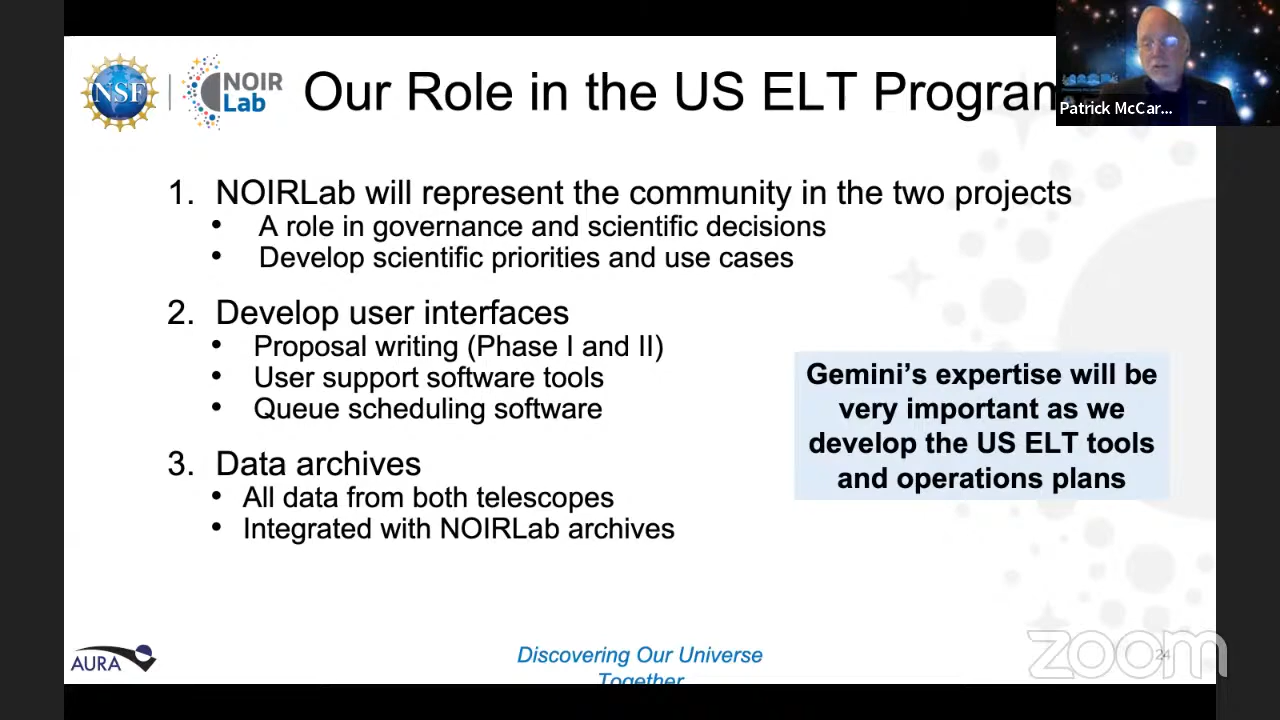 NSF
NOIR
Lab
Our Role in the US ELT Program
Patrick McCar...
1. NOIRLab will represent the community in the two projects
• A role in governance and scientific decisions
• Develop scientific priorities and use cases
2. Develop user interfaces
• Proposal writing (Phase I and II)
• User support software tools
• Queue scheduling software
Gemini's expertise will be
very important as we
develop the US ELT tools
and operations plans
3. Data archives
• All data from both telescopes
• Integrated with NOIRLab archives
AURA
Discovering Our Universe
Together
24
zoom